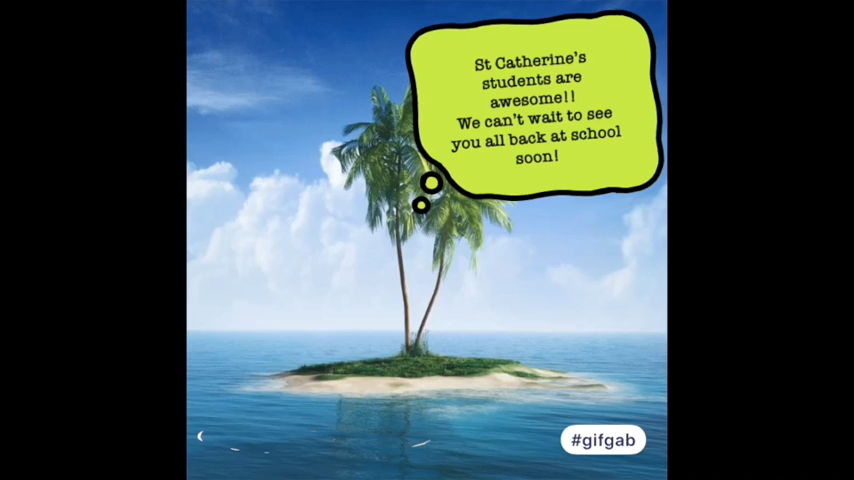 St Catherine's
students are
awesome!!
We can't wait to see
you all back at school
soon!
#gifgab